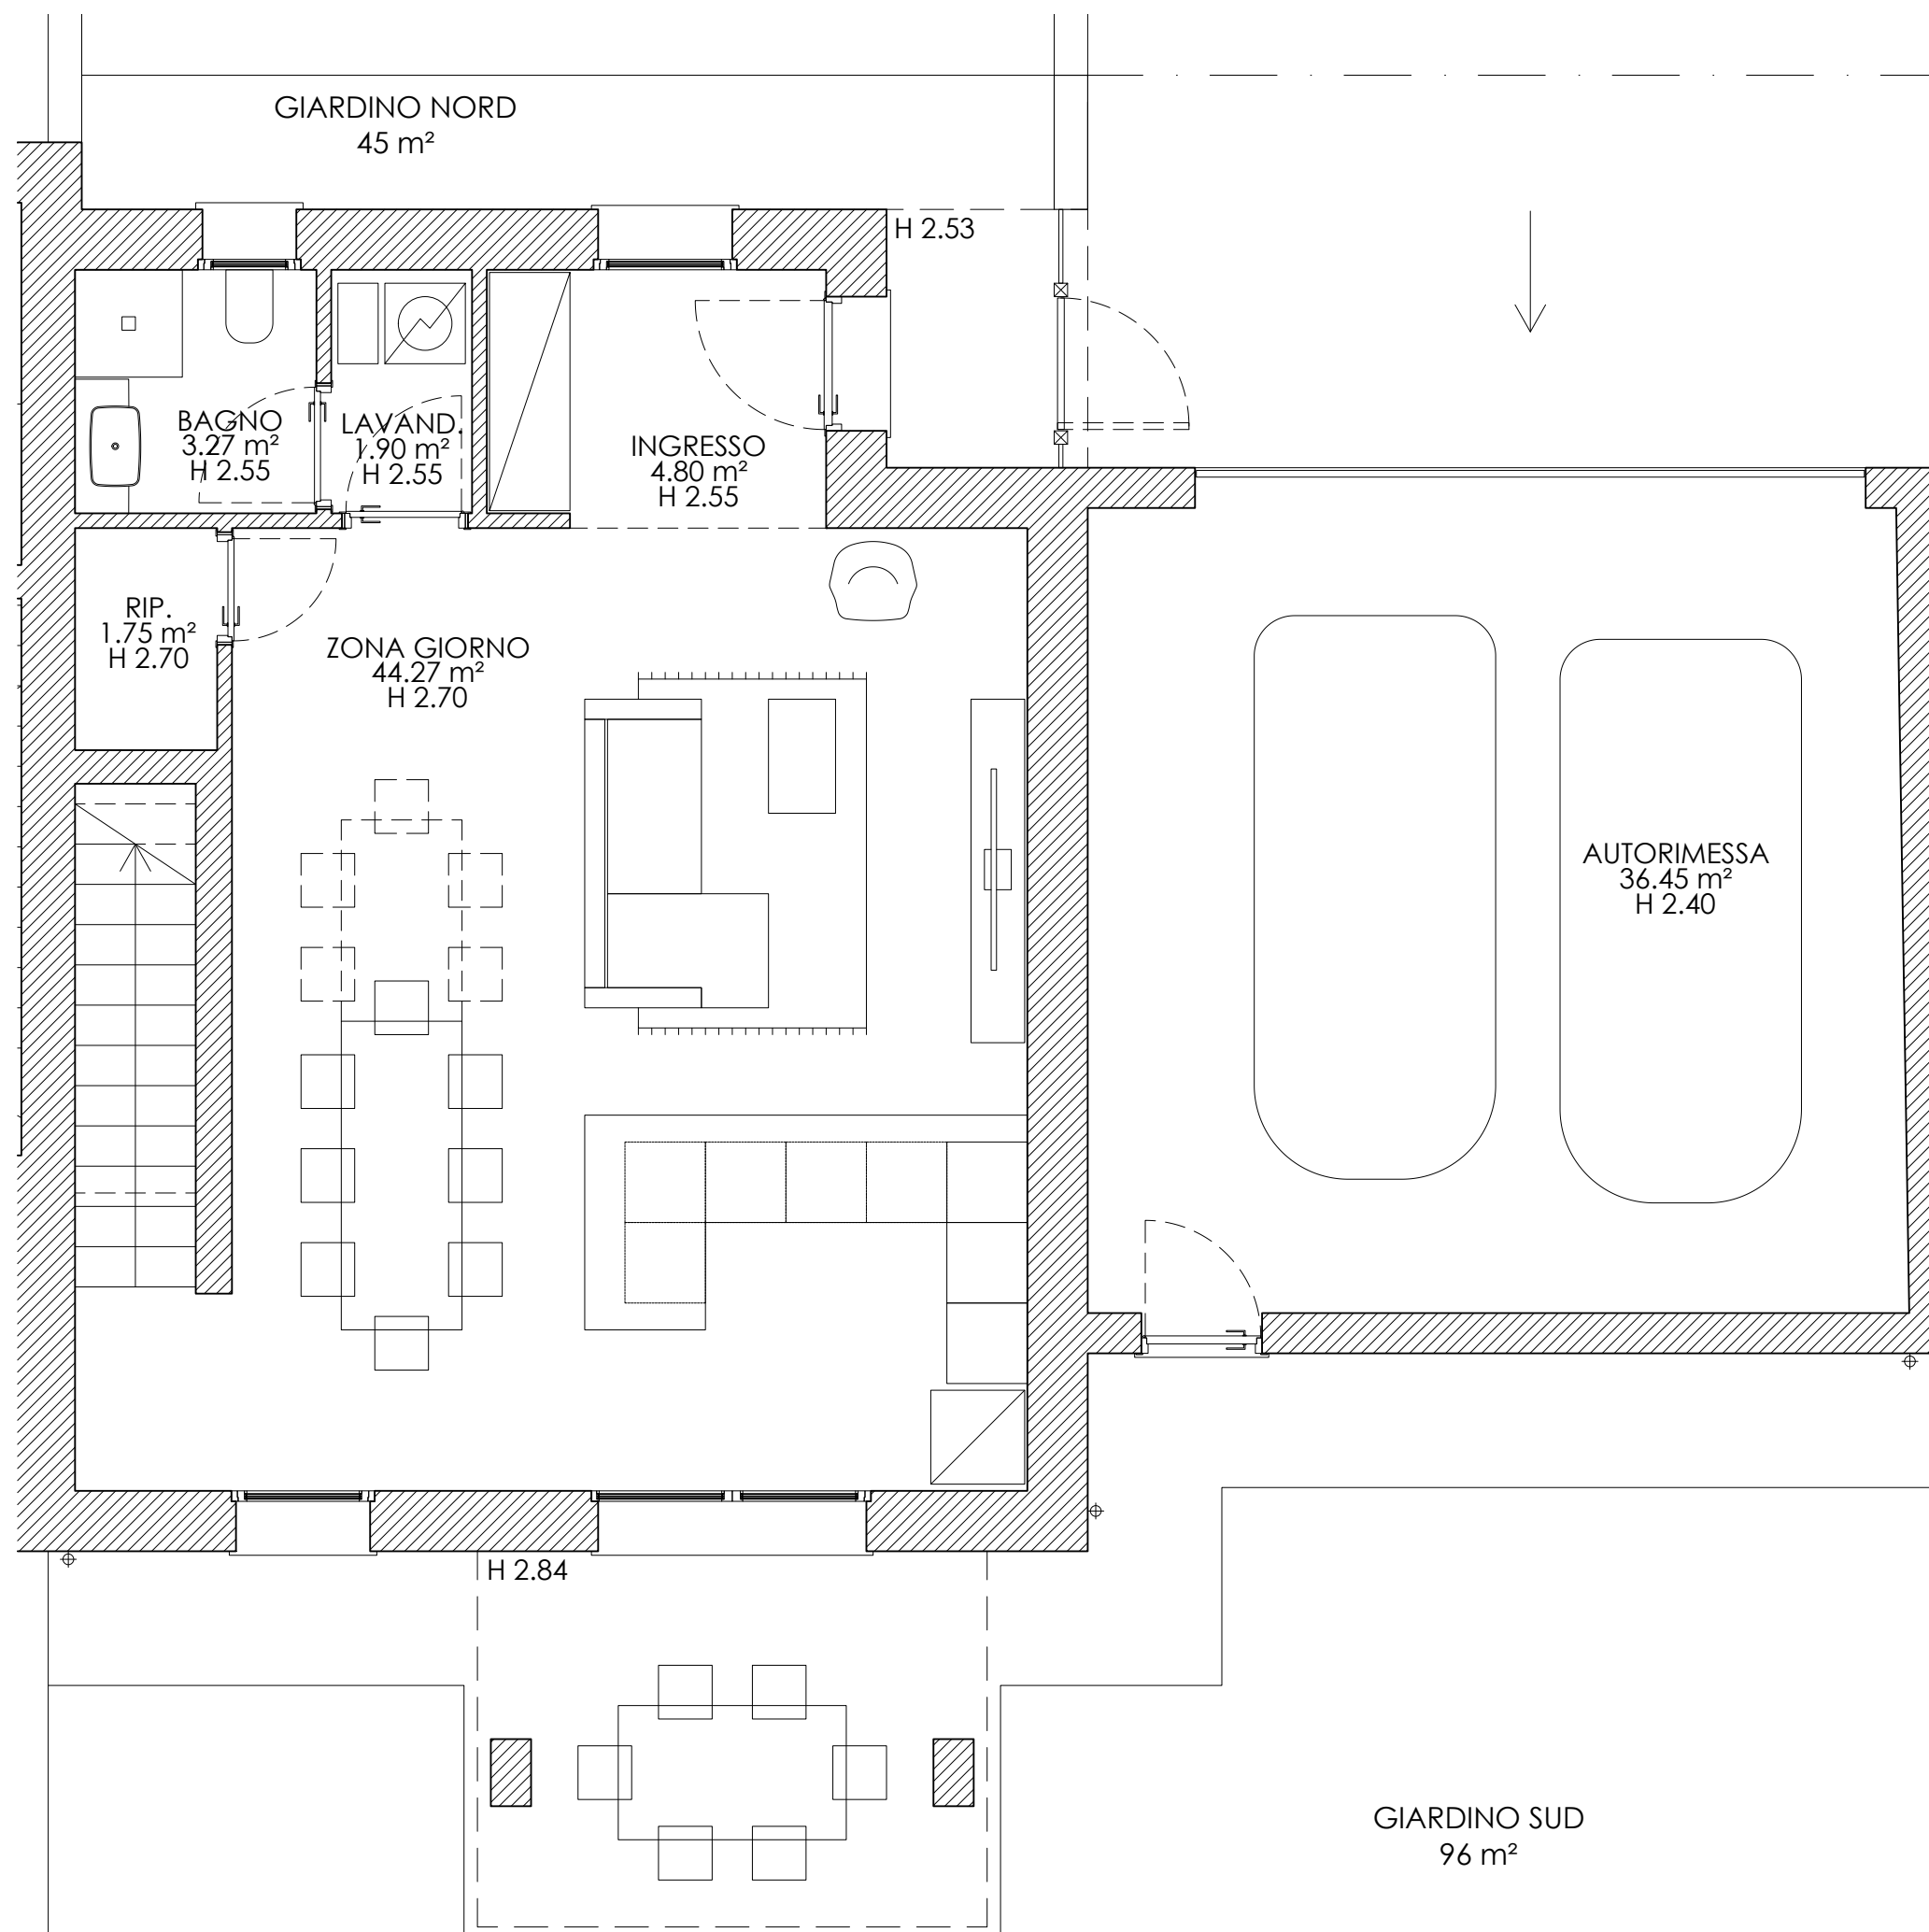 GIARDINO NORD
45 m²
H 2.53
BAGNO
3.27 m²
H 2.55
LAVAND.
1.90 m²
H 2.55
INGRESSO
4.80 m²
H 2.55
RIP.
1.75 m²
H 2.70
ZONA GIORNO
44.27 m²
H 2.70
AUTORIMESSA
36.45 m²
H 2.40
H 2.84
GIARDINO SUD
96 m²